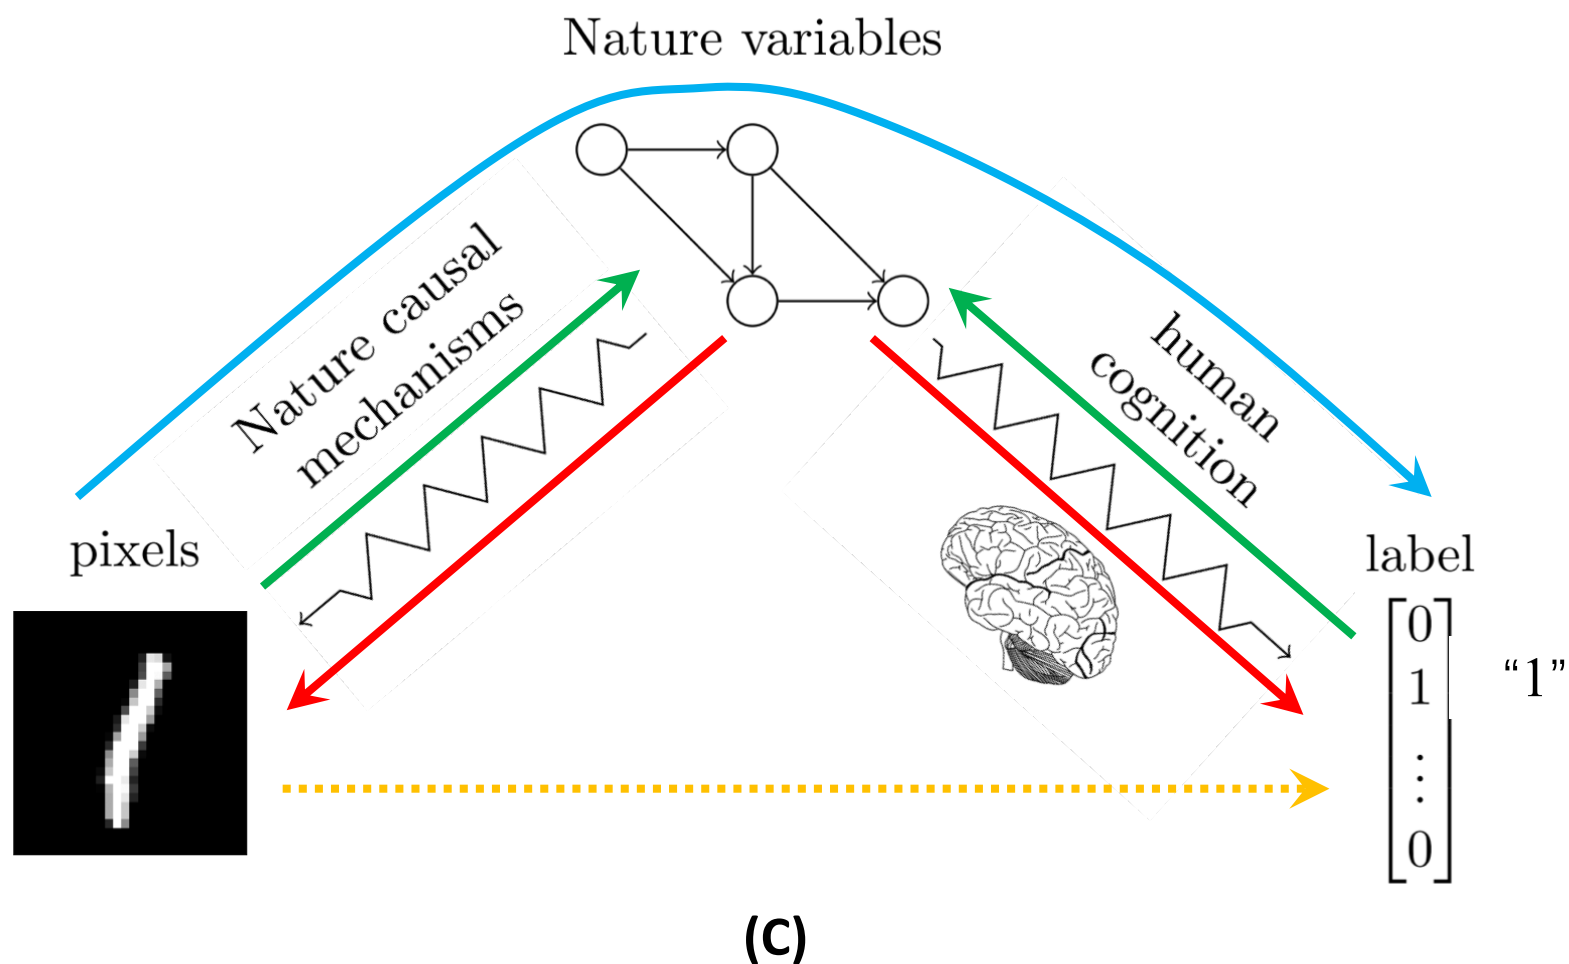 Nature variables
Nature causal
mechanisms
human
cognition
pixels
label
0
1
⋮
0
“1”
(C)